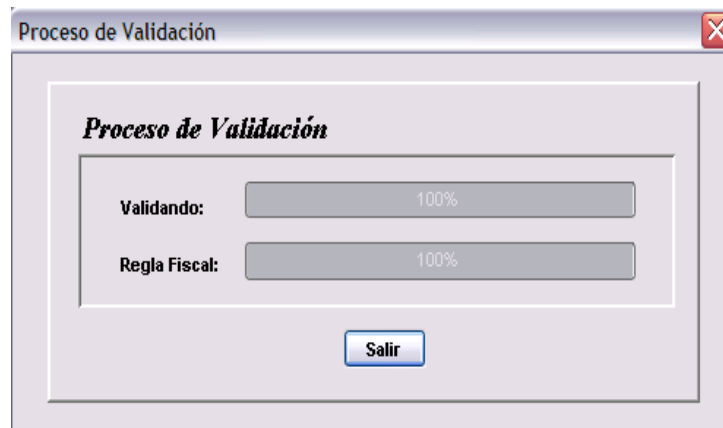 Proceso de Validación
Proceso de Validación
Validando: 100%
Regla Fiscal: 100%
Salir